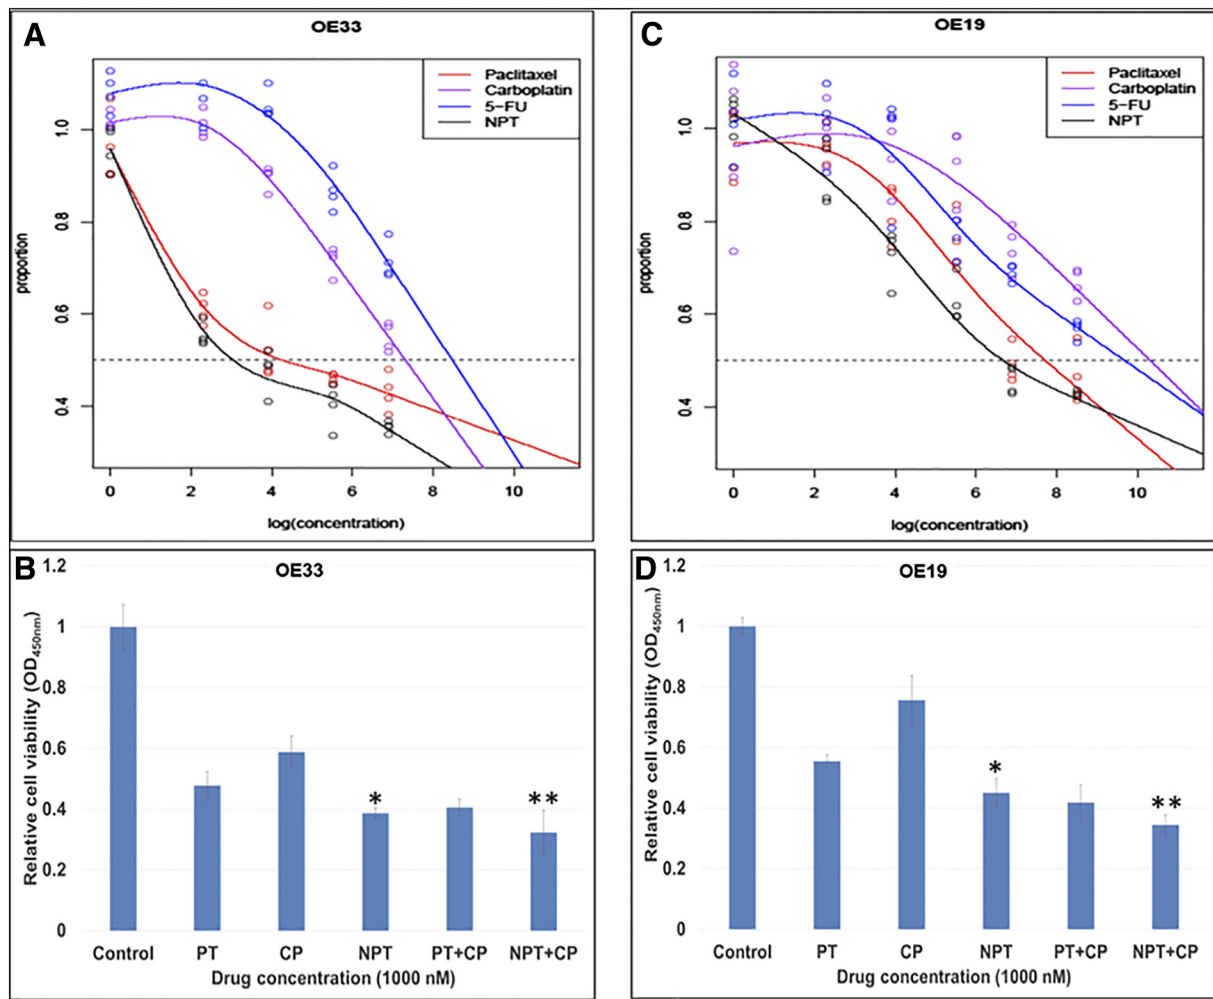 A
OE33
Paclitaxel
Carboplatin
5-FU
NPT
proportion
1.0
0.8
0.6
0.4
0 2 4 6 8 10
log(concentration)
C
OE19
Paclitaxel
Carboplatin
5-FU
NPT
proportion
1.0
0.8
0.6
0.4
0 2 4 6 8 10
log(concentration)
B
OE33
Relative cell viability (OD450nm)
1.2
1
0.8
0.6
0.4
0.2
0
*
**
Control PT CP NPT PT+CP NPT+CP
Drug concentration (1000 nM)
D
OE19
Relative cell viability (OD450nm)
1.2
1
0.8
0.6
0.4
0.2
0
*
**
Control PT CP NPT PT+CP NPT+CP
Drug concentration (1000 nM)